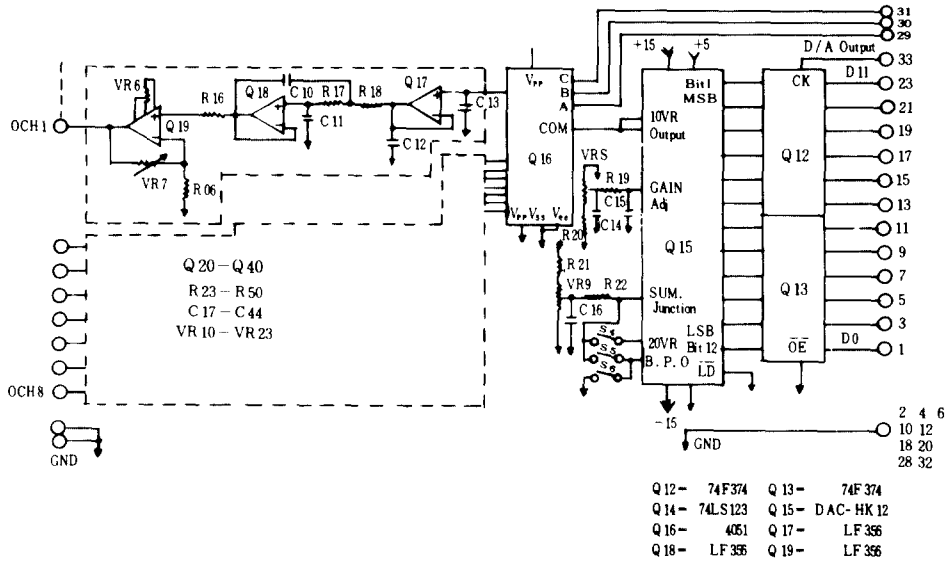 31
30
29
+15 +5
D/A Output
33
D11
23
21
19
17
15
13
11
9
7
5
3
D0
1
VR6
R16
Q18
C10
R17
R18
Q17
C13
C11
C12
Q19
OCH1
VR7
R06
VPP
C
B
A
COM
Q16
VPP VSS VEE
Bit1
MSB
10VR
Output
CK
Q12
VRS
R19
GAIN
Adj
C15
C14
Q15
R20
R21
VR9
R22
C16
SUM.
Junction
Q13
S4
S5
S6
20VR
B.P.O
LSB
Bit12
LD
OE
-15
GND
Q20-Q40
R23-R50
C17-C44
VR10-VR23
OCH8
GND
2 4 6
10 12
18 20
28 32
Q12- 74F374 Q13- 74F374
Q14- 74LS123 Q15- DAC-HK12
Q16 4051 Q17- LF356
Q18- LF356 Q19- LF356